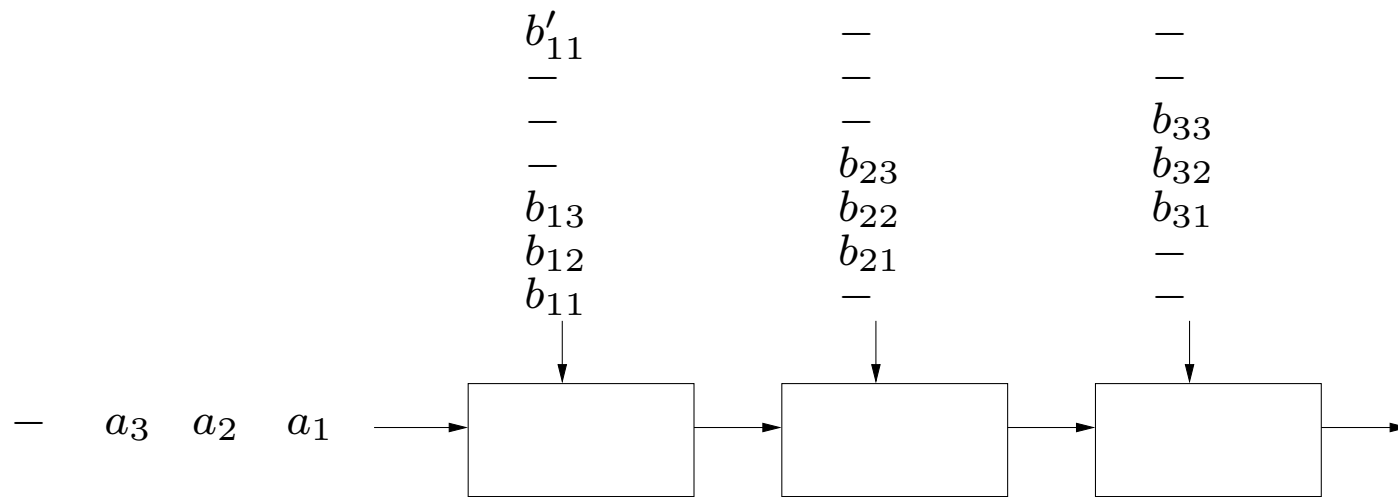 b′₁₁ − −
− − −
− − b₃₃
− b₂₃ b₃₂
b₁₃ b₂₂ b₃₁
b₁₂ b₂₁ −
b₁₁ − −
− a₃ a₂ a₁